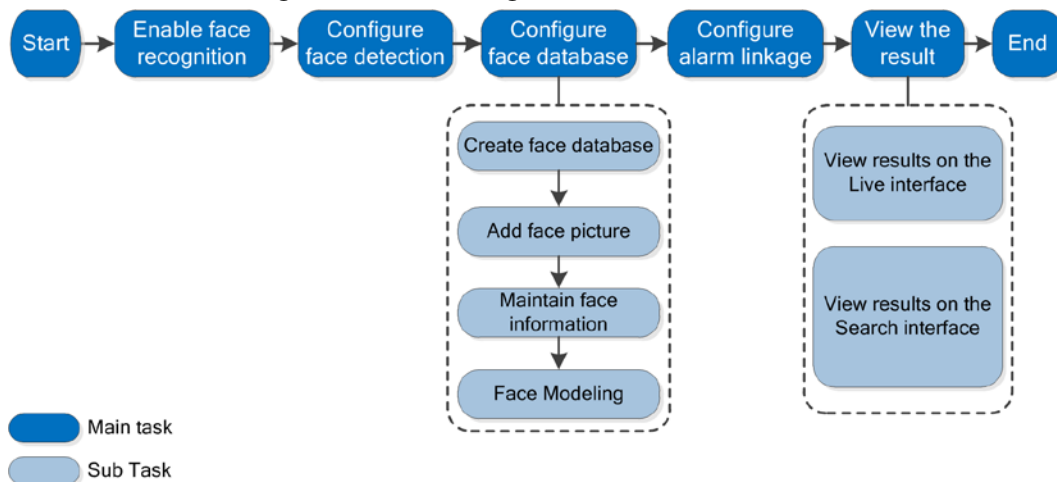 Start
Enable face
recognition
Configure
face detection
Configure
face database
Configure
alarm linkage
View the
result
End
Create face database
Add face picture
Maintain face
information
Face Modeling
View results on the
Live interface
View results on the
Search interface
Main task
Sub Task